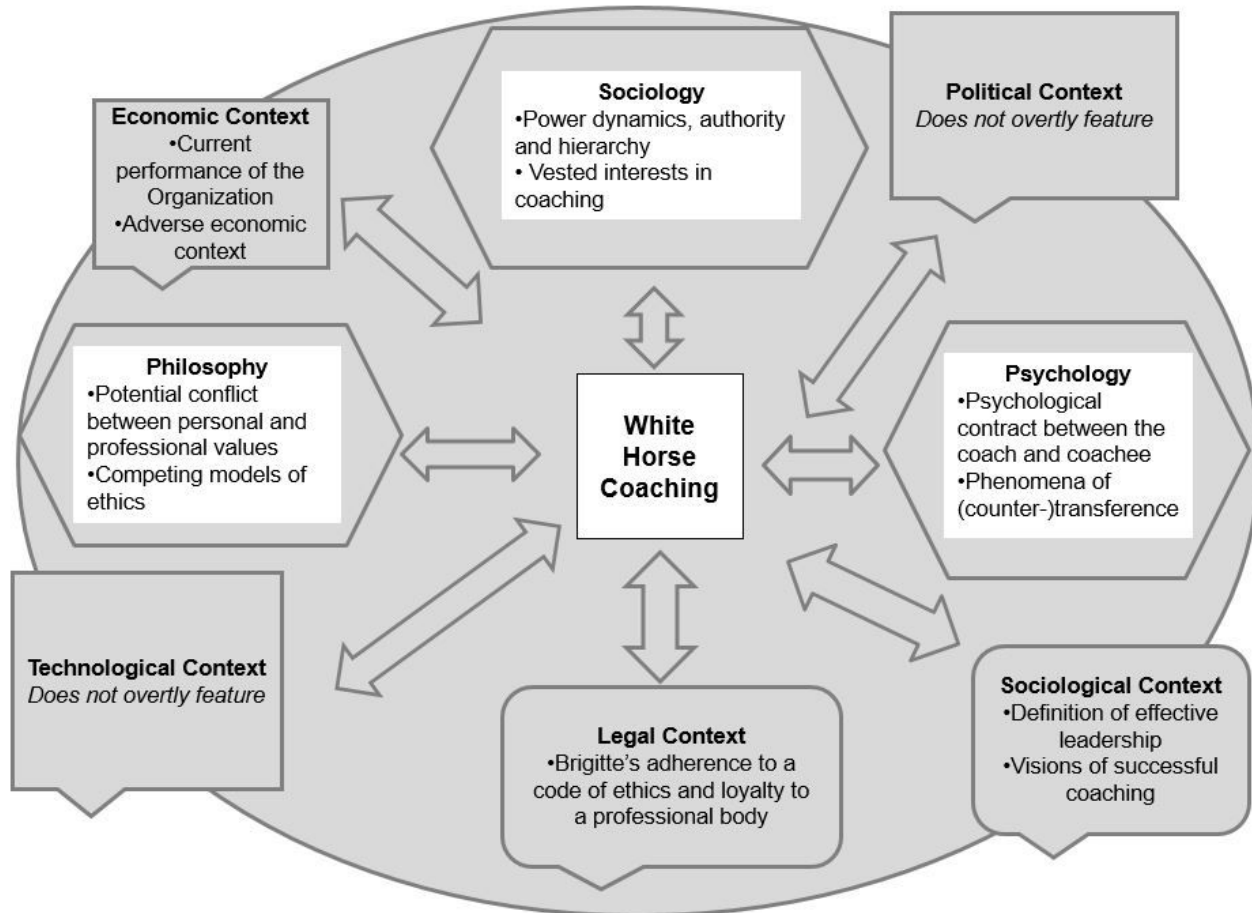 Sociology
•Power dynamics, authority
and hierarchy
• Vested interests in
coaching
Political Context
Does not overtly feature
Economic Context
•Current
performance of the
Organization
•Adverse economic
context
Philosophy
•Potential conflict
between personal and
professional values
•Competing models of
ethics
White
Horse
Coaching
Psychology
•Psychological
contract between the
coach and coachee
•Phenomena of
(counter-)transference
Technological Context
Does not overtly feature
Legal Context
•Brigitte’s adherence to a
code of ethics and loyalty to
a professional body
Sociological Context
•Definition of effective
leadership
•Visions of successful
coaching